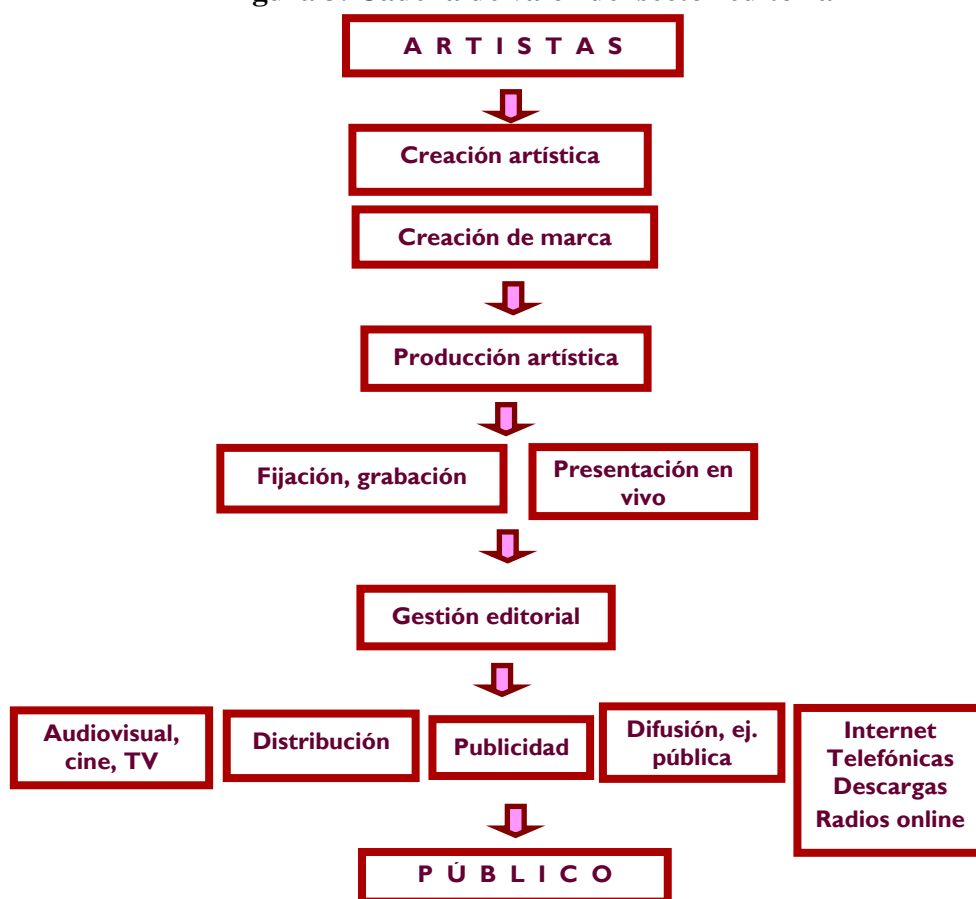 A R T I S T A S
Creación artística
Creación de marca
Producción artística
Fijación, grabación
Presentación en
vivo
Gestión editorial
Audiovisual,
cine, TV
Distribución
Publicidad
Difusión, ej.
pública
Internet
Telefónicas
Descargas
Radios online
P Ú B L I C O